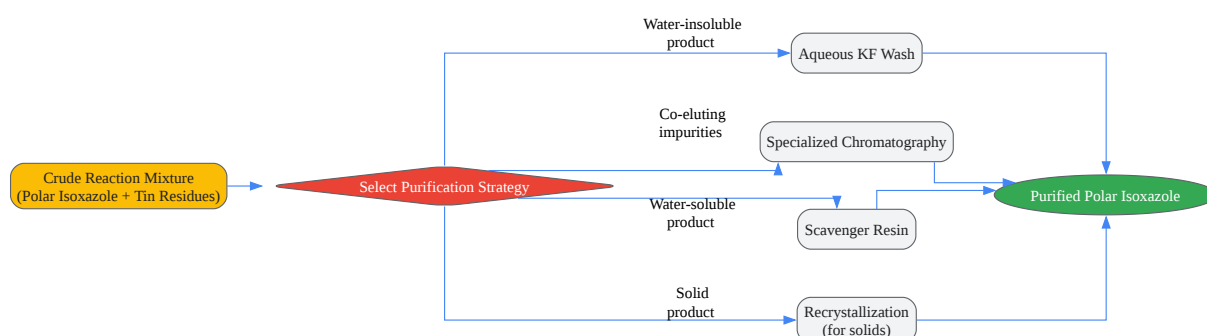 Crude Reaction Mixture
(Polar Isoxazole + Tin Residues)
Select Purification Strategy
Water-insoluble
product
Aqueous KF Wash
Co-eluting
impurities
Specialized Chromatography
Water-soluble
product
Scavenger Resin
Solid
product
Recrystallization
(for solids)
Purified Polar Isoxazole